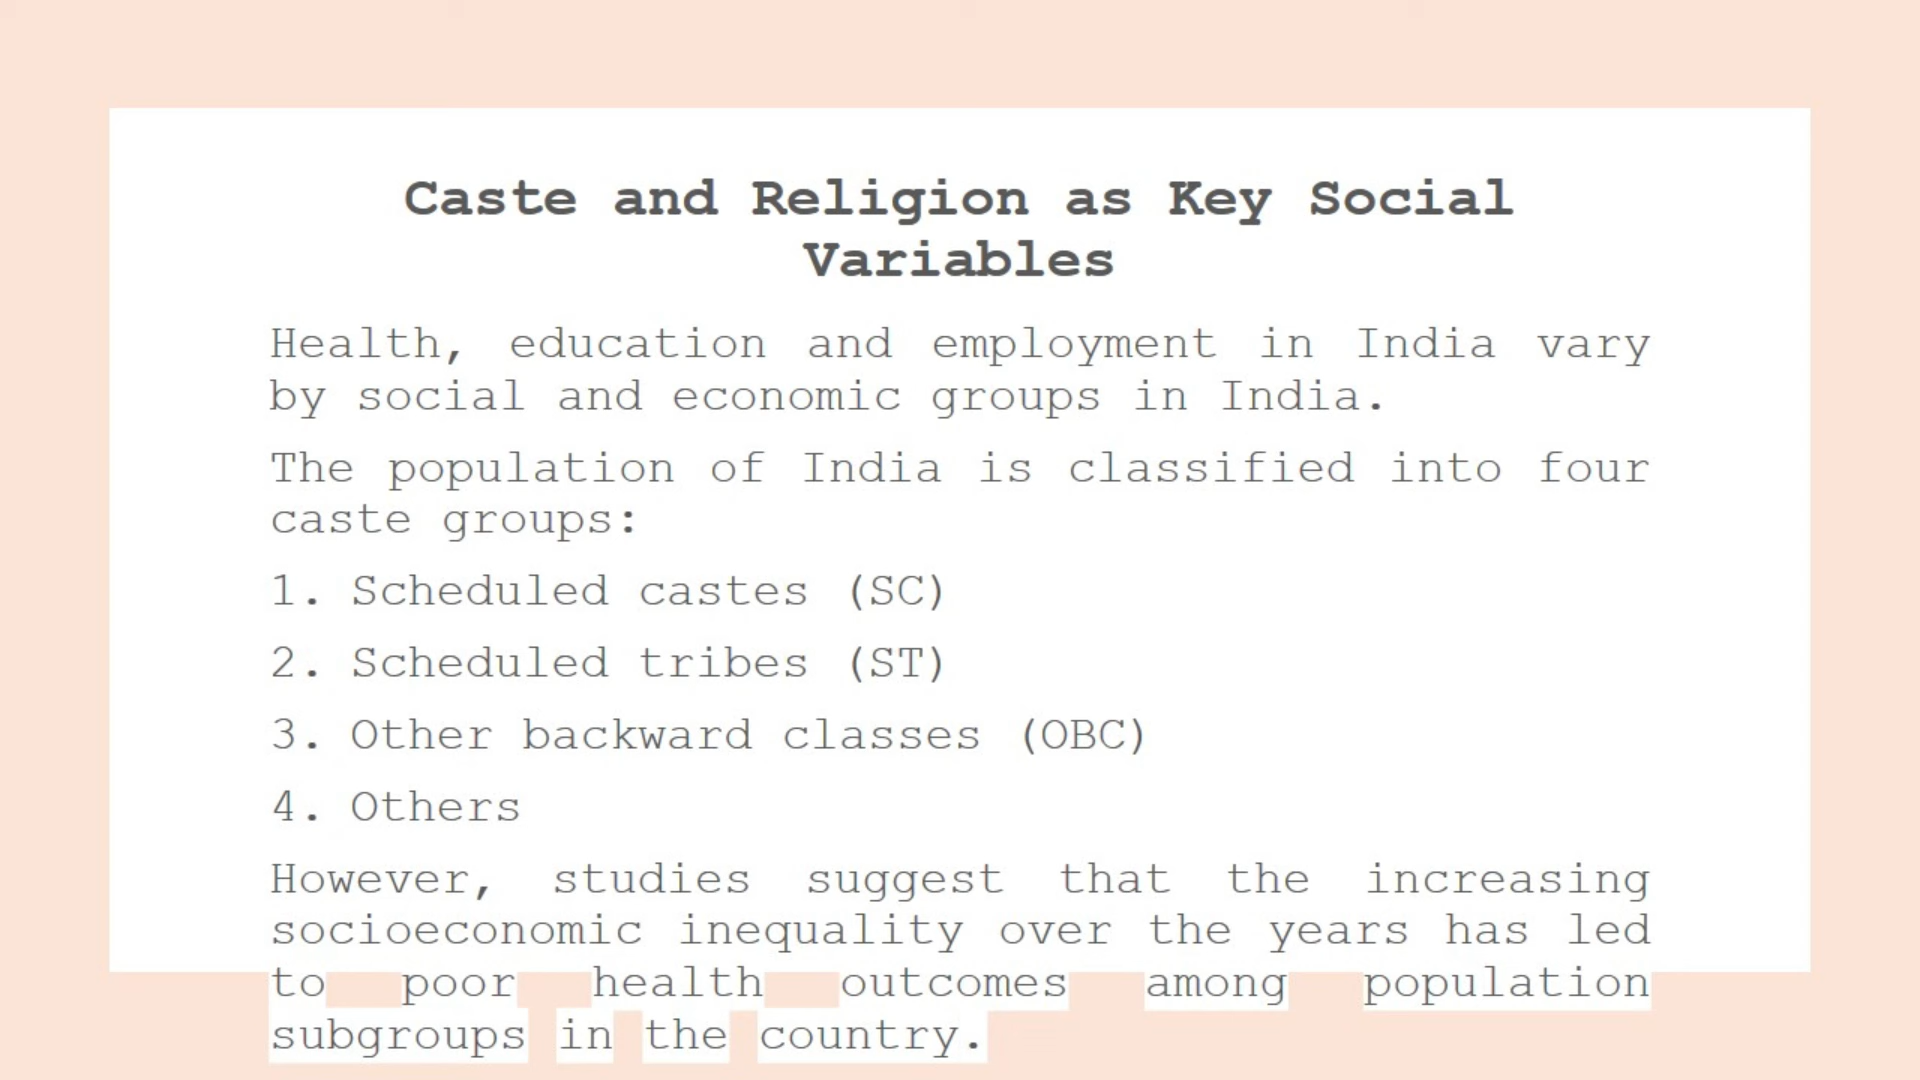 Caste and Religion as Key Social
Variables
Health, education and employment in India vary
by social and economic groups in India.
The population of India is classified into four
caste groups:
1. Scheduled castes (SC)
2. Scheduled tribes (ST)
3. Other backward classes (OBC)
4. Others
However, studies suggest that the increasing
socioeconomic inequality over the years has led
to poor health outcomes among population
subgroups in the country.